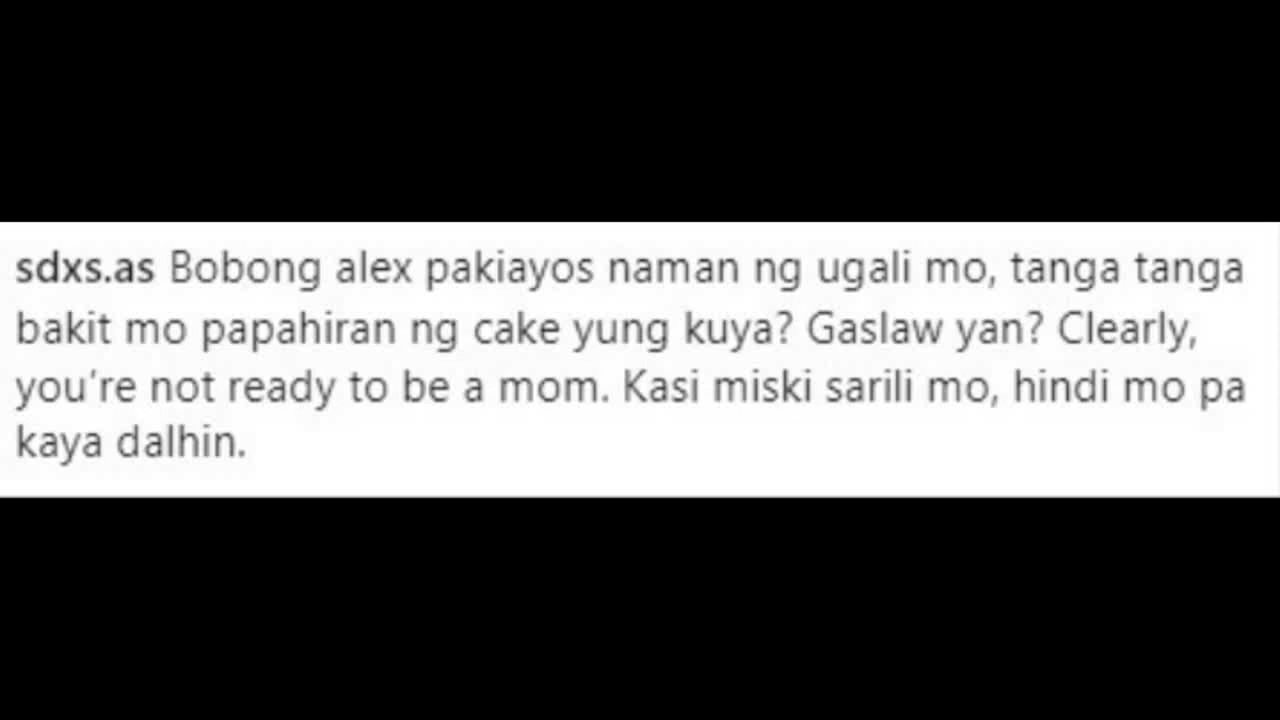 sdxs.as Bobong alex pakiayos naman ng ugali mo, tanga tanga
bakit mo papahiran ng cake yung kuya? Gaslaw yan? Clearly,
you're not ready to be a mom. Kasi miski sarili mo, hindi mo pa
kaya dalhin.